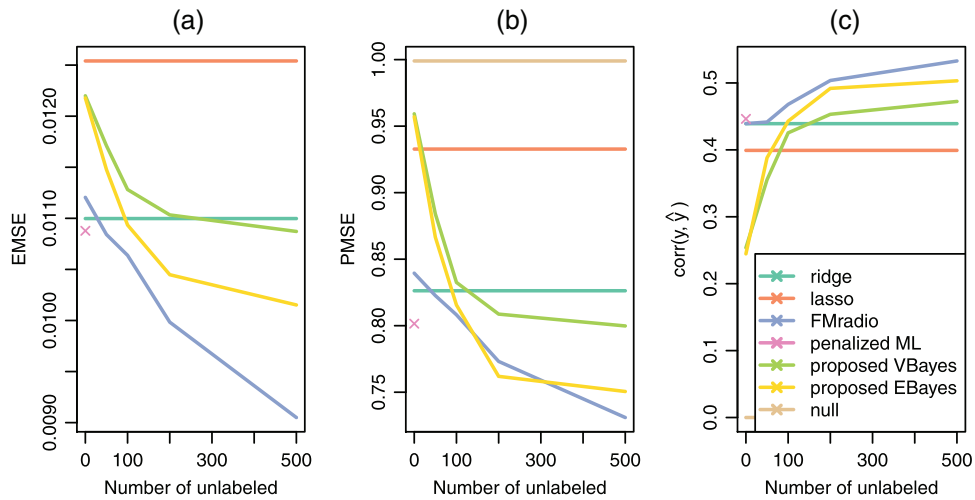 (a)
EMSE
0.0120
0.0110
0.0100
0.0090
0 100 300 500
Number of unlabeled
(b)
PMSE
1.00
0.95
0.90
0.85
0.80
0.75
0 100 300 500
Number of unlabeled
(c)
corr(y, ŷ)
0.5
0.4
0.3
0.2
0.1
0.0
ridge
lasso
FMradio
penalized ML
proposed VBayes
proposed EBayes
null
0 100 300 500
Number of unlabeled